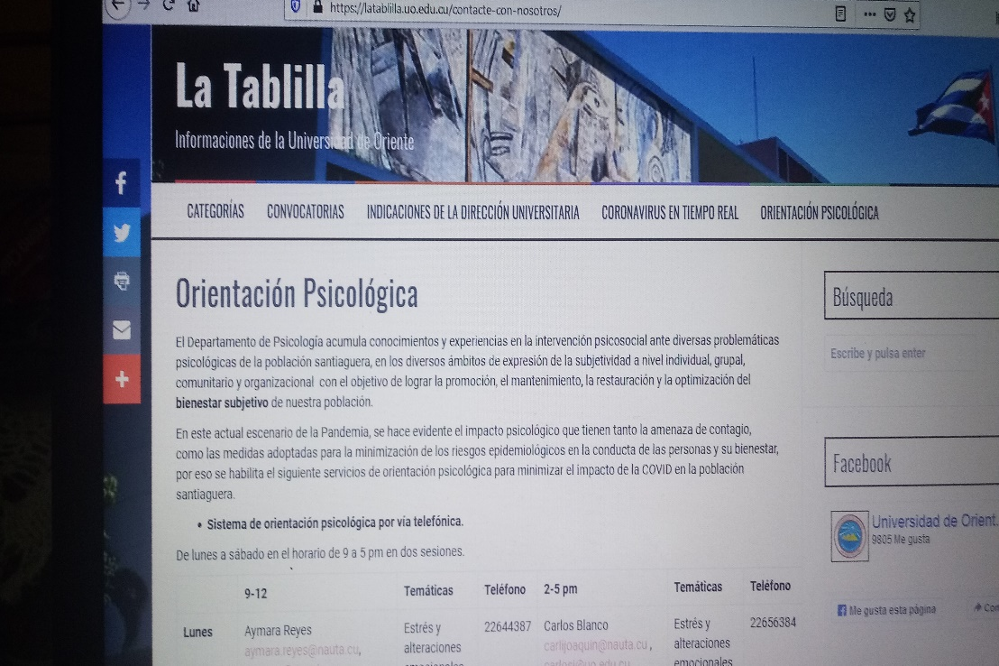 https://latablilla.uo.edu.cu/contacte-con-nosotros/
La Tablilla
Informaciones de la Universidad de Oriente
CATEGORÍAS CONVOCATORIAS INDICACIONES DE LA DIRECCIÓN UNIVERSITARIA CORONAVIRUS EN TIEMPO REAL ORIENTACIÓN PSICOLÓGICA
Orientación Psicológica
El Departamento de Psicología acumula conocimientos y experiencias en la intervención psicosocial ante diversas problemáticas
psicológicas de la población santiaguera, en los diversos ámbitos de expresión de la subjetividad a nivel individual, grupal,
comunitario y organizacional con el objetivo de lograr la promoción, el mantenimiento, la restauración y la optimización del
bienestar subjetivo de nuestra población.
En este actual escenario de la Pandemia, se hace evidente el impacto psicológico que tienen tanto la amenaza de contagio,
como las medidas adoptadas para la minimización de los riesgos epidemiológicos en la conducta de las personas y su bienestar,
por eso se habilita el siguiente servicios de orientación psicológica para minimizar el impacto de la COVID en la población
santiaguera.
• Sistema de orientación psicológica por vía telefónica.
De lunes a sábado en el horario de 9 a 5 pm en dos sesiones.
9-12 Temáticas Teléfono 2-5 pm Temáticas Teléfono
Lunes Aymara Reyes Estrés y 22644387 Carlos Blanco Estrés y 22656384
aymara.reyes@nauta.cu, alteraciones carlijoaquin@nauta.cu, alteraciones
emocionales emocionales
Búsqueda
Escribe y pulsa enter
Facebook
Universidad de Orient.
9805 Me gusta
Me gusta esta página